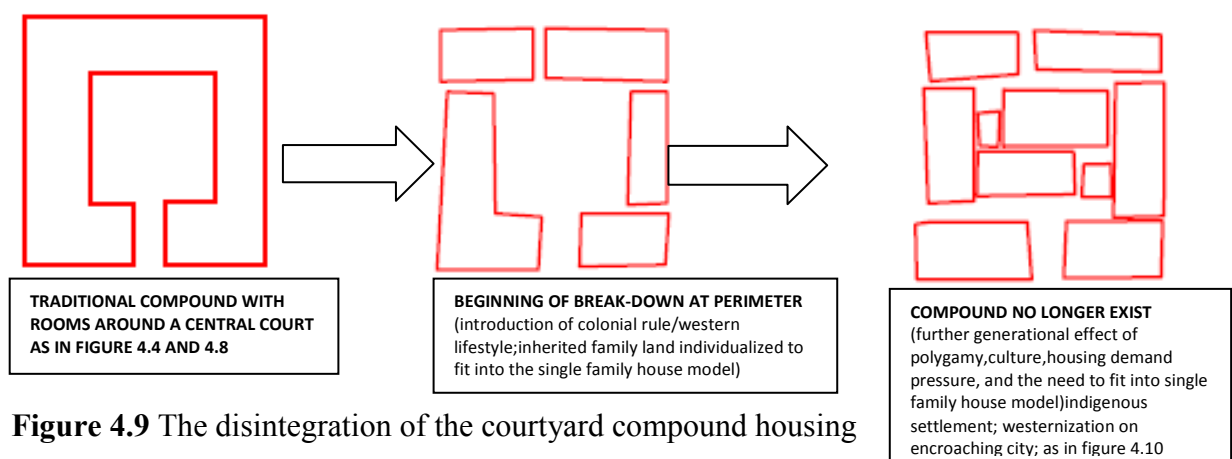 TRADITIONAL COMPOUND WITH
ROOMS AROUND A CENTRAL COURT
AS IN FIGURE 4.4 AND 4.8
BEGINNING OF BREAK-DOWN AT PERIMETER
(introduction of colonial rule/western
lifestyle;inherited family land individualized to
fit into the single family house model)
COMPOUND NO LONGER EXIST
(further generational effect of
polygamy,culture,housing demand
pressure, and the need to fit into single
family house model)indigenous
settlement; westernization on
encroaching city; as in figure 4.10
Figure 4.9 The disintegration of the courtyard compound housing